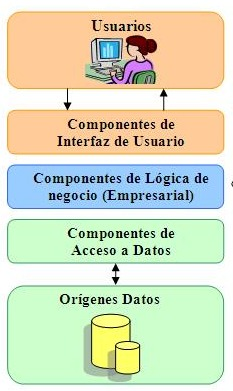 Usuarios
Componentes de
Interfaz de Usuario
Componentes de Lógica de
negocio (Empresarial)
Componentes de
Acceso a Datos
Orígenes Datos